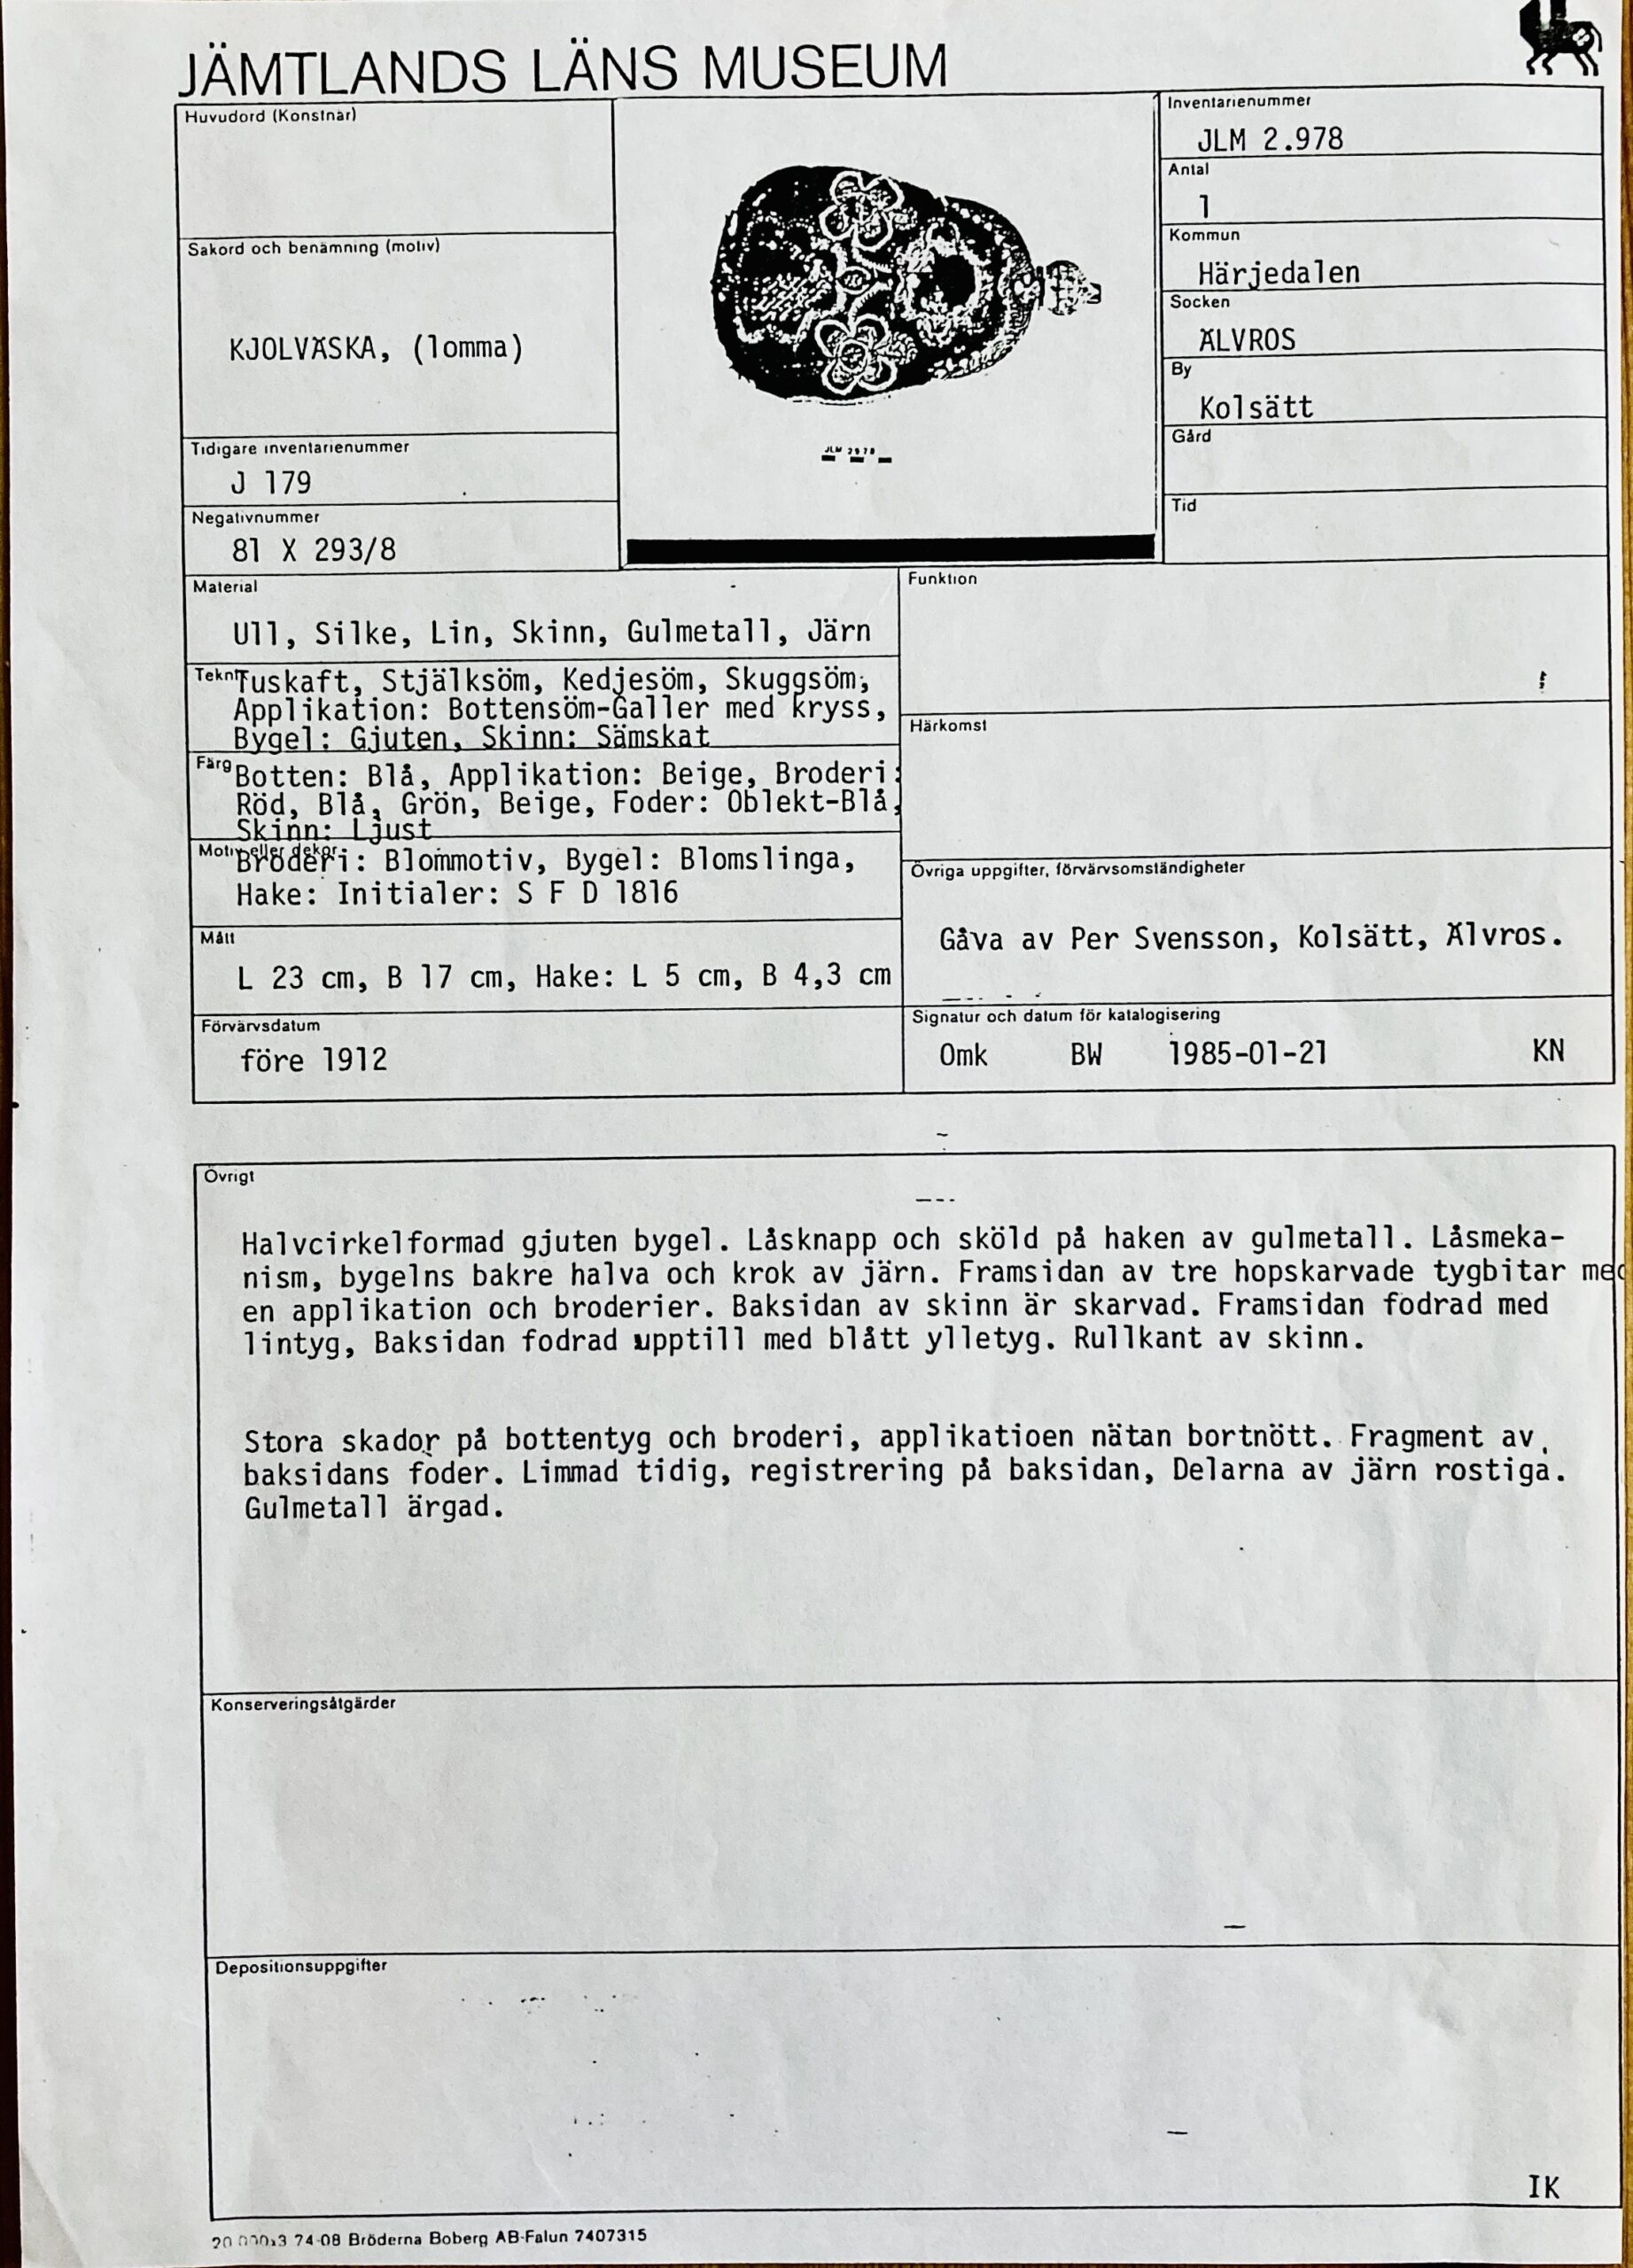 JÄMTLANDS LÄNS MUSEUM
Huvudord (Konstnär)
Sakord och benämning (motiv)
KJOLVÄSKA, (lomma)
Tidigare inventarienummer
J 179
Negativnummer
81 X 293/8
JLM 2978
Inventarienummer
JLM 2.978
Antal
1
Kommun
Härjedalen
Socken
ÄLVROS
By
Kolsätt
Gård
Tid
Material
Ull, Silke, Lin, Skinn, Gulmetall, Järn
Tuskaft, Stjälksöm, Kedjesöm, Skuggsöm,
Applikation: Bottensöm-Galler med kryss,
Bygel: Gjuten, Skinn: Sämskat
Färg
Botten: Blå, Applikation: Beige, Broderi:
Röd, Blå, Grön, Beige, Foder: Oblekt-Blå,
Skinn: Ljust
Motiv eller dekor
Broderi: Blommotiv, Bygel: Blomslinga,
Hake: Initialer: S F D 1816
Mått
L 23 cm, B 17 cm, Hake: L 5 cm, B 4,3 cm
Förvärvsdatum
före 1912
Funktion
Härkomst
Övriga uppgifter, förvärvsomständigheter
Gåva av Per Svensson, Kolsätt, Älvros.
Signatur och datum för katalogisering
Omk BW 1985-01-21 KN
Övrigt
Halvcirkelformad gjuten bygel. Låsknapp och sköld på haken av gulmetall. Låsmeka-
nism, bygelns bakre halva och krok av järn. Framsidan av tre hopskarvade tygbitar med
en applikation och broderier. Baksidan av skinn är skarvad. Framsidan fodrad med
lintyg, Baksidan fodrad upptill med blått ylletyg. Rullkant av skinn.
Stora skador på bottentyg och broderi, applikatioen nätan bortnött. Fragment av
baksidans foder. Limmad tidig, registrering på baksidan, Delarna av järn rostiga.
Gulmetall ärgad.
Konserveringsåtgärder
Depositionsuppgifter
IK
74-08 Bröderna Boberg AB-Falun 7407315